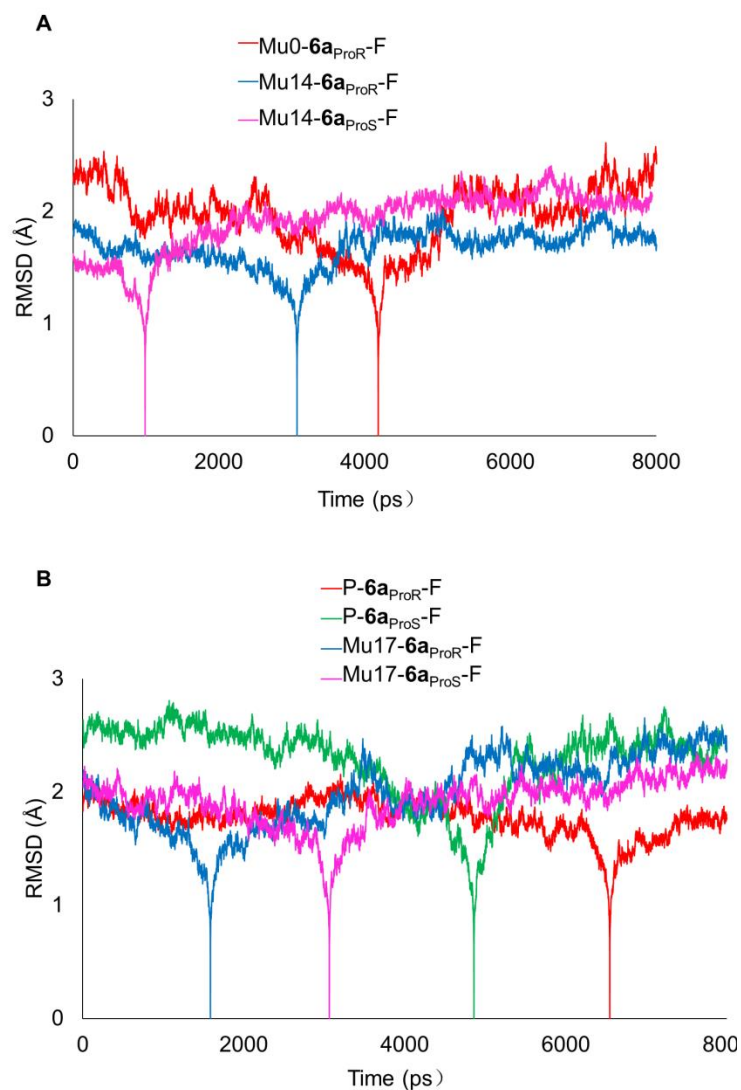 A
Mu0-6aProR-F
Mu14-6aProR-F
Mu14-6aProS-F
3
2
1
0
RMSD (Å)
0 2000 4000 6000 8000
Time (ps）
B
P-6aProR-F
P-6aProS-F
Mu17-6aProR-F
Mu17-6aProS-F
3
2
1
0
RMSD (Å)
0 2000 4000 6000 800
Time (ps）